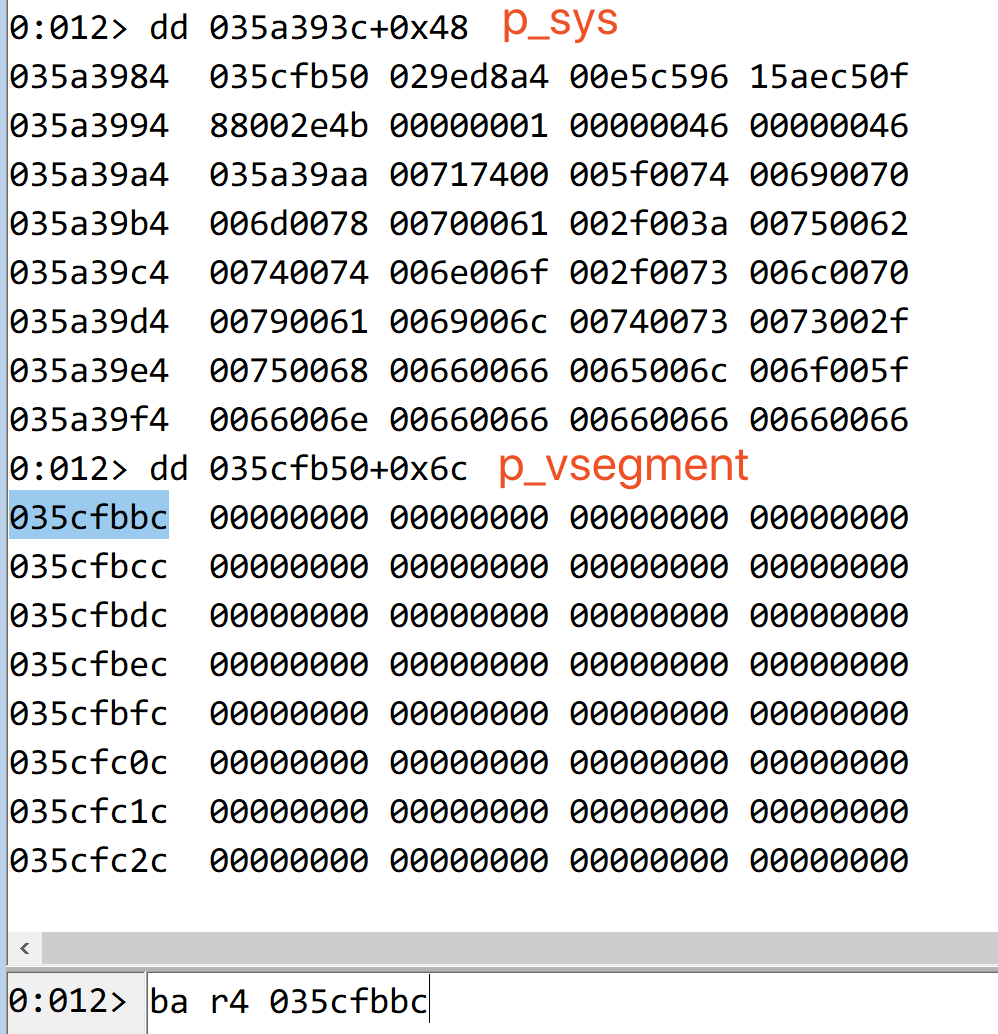 0:012> dd 035a393c+0x48 p_sys
035a3984 035cfb50 029ed8a4 00e5c596 15aec50f
035a3994 88002e4b 00000001 00000046 00000046
035a39a4 035a39aa 00717400 005f0074 00690070
035a39b4 006d0078 00700061 002f003a 00750062
035a39c4 00740074 006e006f 002f0073 006c0070
035a39d4 00790061 0069006c 00740073 0073002f
035a39e4 00750068 00660066 0065006c 006f005f
035a39f4 0066006e 00660066 00660066 00660066
0:012> dd 035cfb50+0x6c p_vsegment
035cfbbc 00000000 00000000 00000000 00000000
035cfbcc 00000000 00000000 00000000 00000000
035cfbdc 00000000 00000000 00000000 00000000
035cfbec 00000000 00000000 00000000 00000000
035cfbfc 00000000 00000000 00000000 00000000
035cfc0c 00000000 00000000 00000000 00000000
035cfc1c 00000000 00000000 00000000 00000000
035cfc2c 00000000 00000000 00000000 00000000
0:012> ba r4 035cfbbc